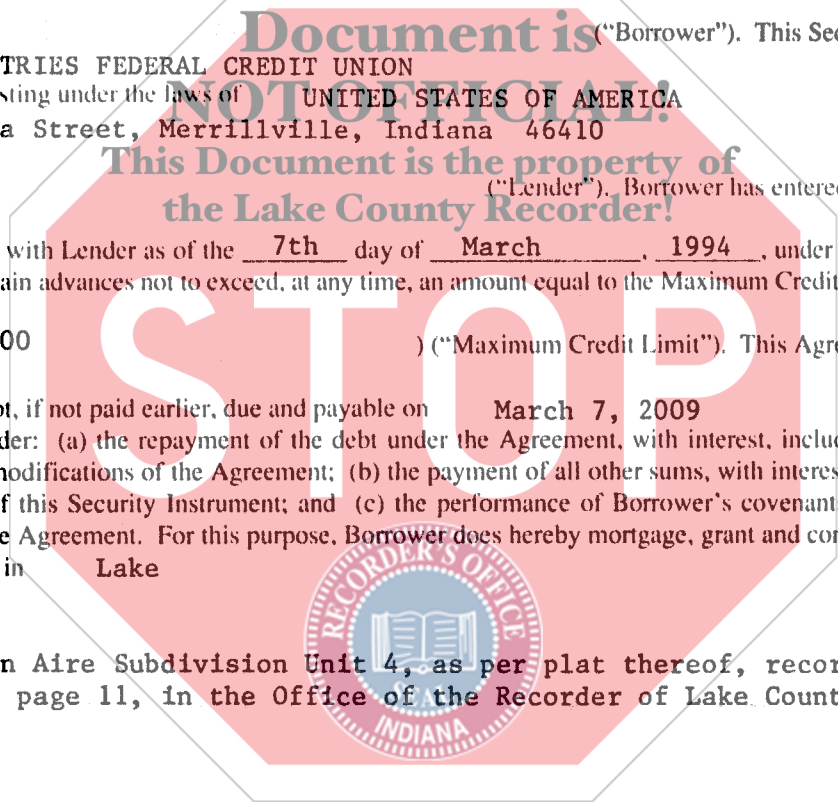 Document is
("Borrower"). This Sec
TRIES FEDERAL CREDIT UNION
sting under the laws of UNITED STATES OF AMERICA
NOT OFFICIAL!
a Street, Merrillville, Indiana 46410
This Document is the property of
("Lender"). Borrower has entered
the Lake County Recorder!
with Lender as of the 7th day of March, 1994, under
ain advances not to exceed, at any time, an amount equal to the Maximum Credit
STOP
00 ) ("Maximum Credit Limit"). This Agre
ot, if not paid earlier, due and payable on March 7, 2009
der: (a) the repayment of the debt under the Agreement, with interest, inclu
nodifications of the Agreement; (b) the payment of all other sums, with interes
f this Security Instrument; and (c) the performance of Borrower's covenant
e Agreement. For this purpose, Borrower does hereby mortgage, grant and cor
in Lake
RECORDER'S OFFICE
n Aire Subdivision Unit 4, as per plat thereof, recor
SEAL
page 11, in the Office of the Recorder of Lake Count
INDIANA